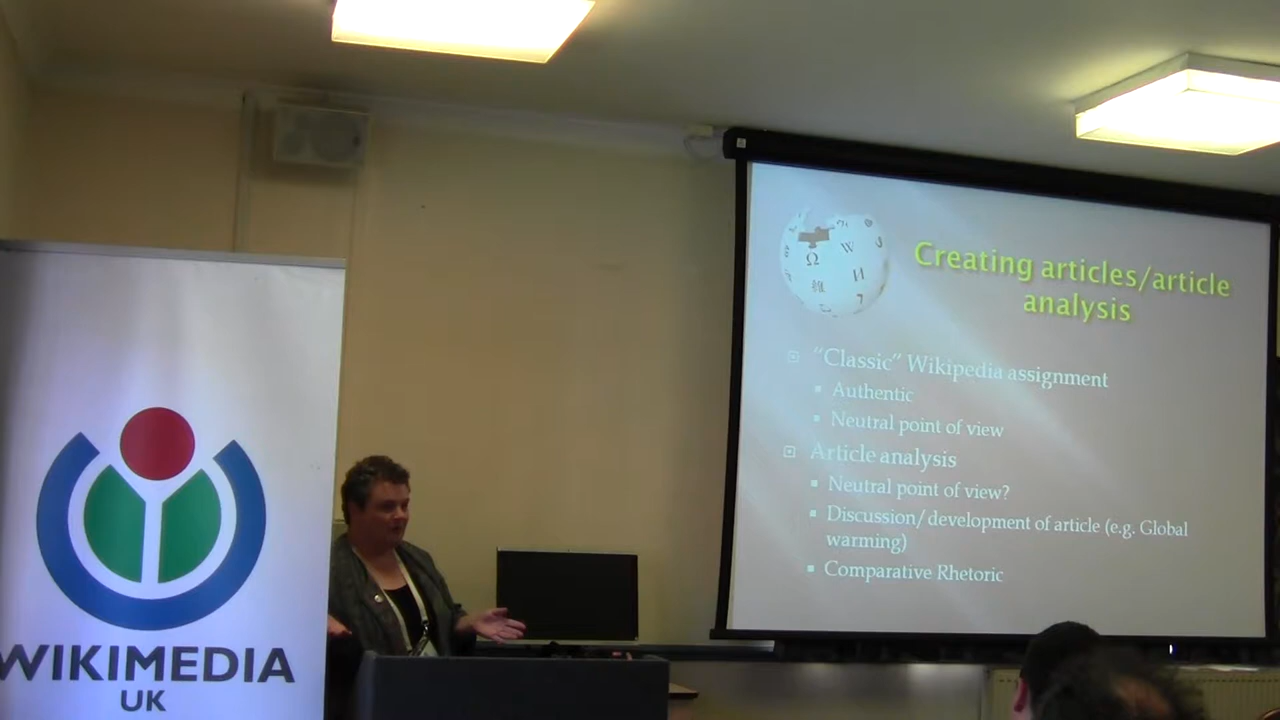 WIKIMEDIA
UK
Creating articles/article
analysis
“Classic” Wikipedia assignment
Authentic
Neutral point of view
Article analysis
Neutral point of view?
Discussion/development of article (e.g. Global
warming)
Comparative Rhetoric